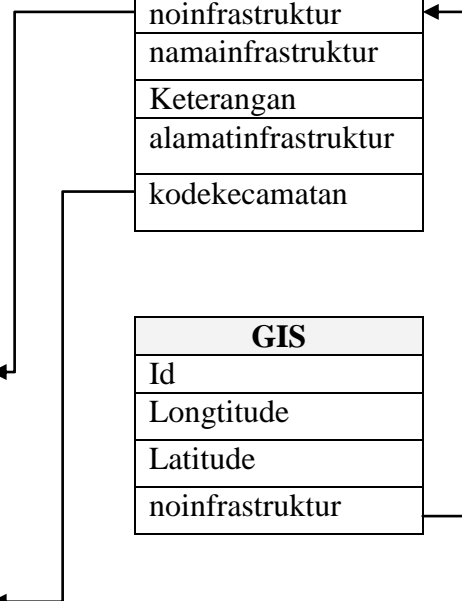 noinfrastruktur
namainfrastruktur
Keterangan
alamatinfrastruktur
kodekecamatan
GIS
Id
Longtitude
Latitude
noinfrastruktur